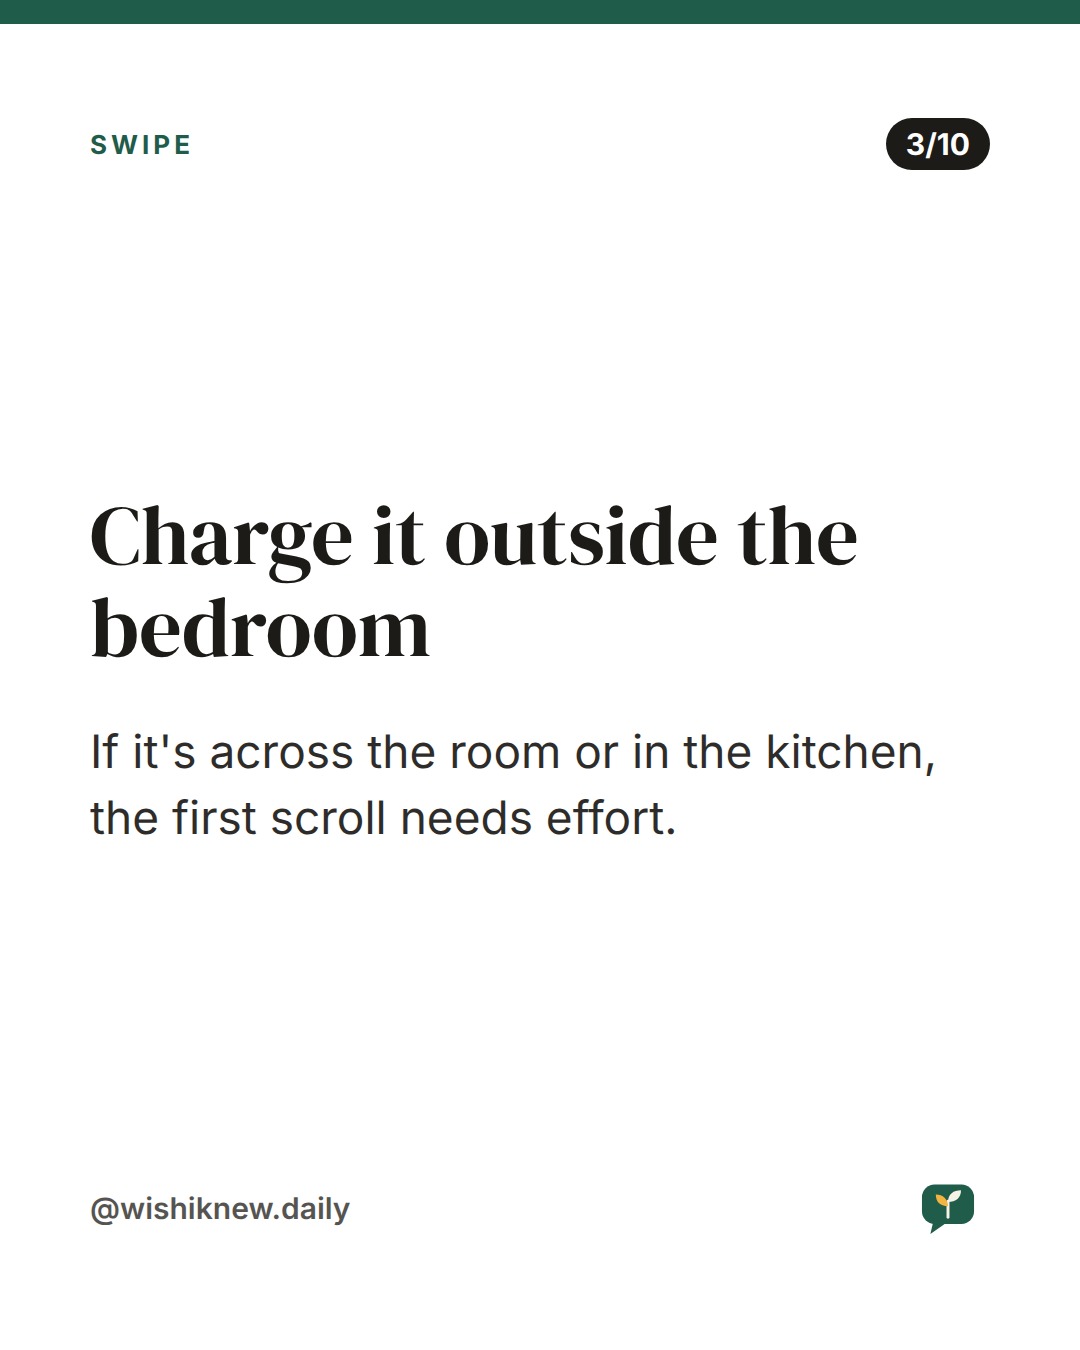 SWIPE
3/10
Charge it outside the
bedroom
If it's across the room or in the kitchen,
the first scroll needs effort.
@wishiknew.daily